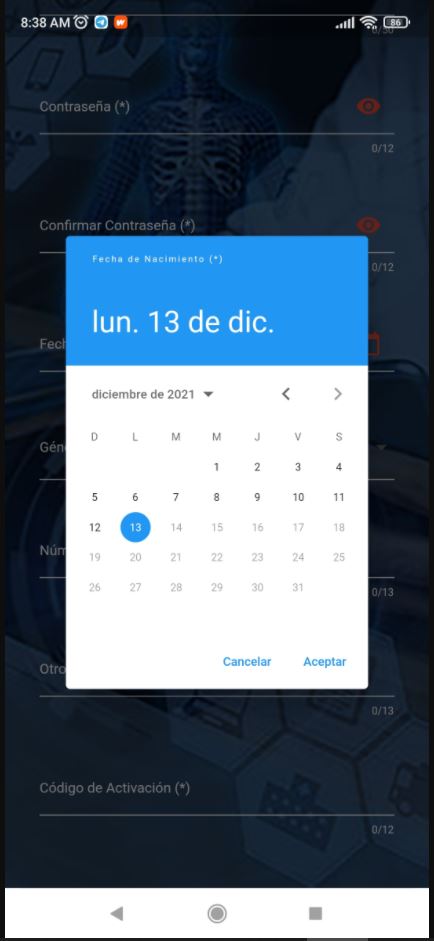 8:38 AM 86
0/50
Contraseña (*)
0/12
Confirmar Contraseña (*)
0/12
Fecha de Nacimiento (*)
lun. 13 de dic.
Fech
diciembre de 2021
D L M M J V S
1 2 3 4
Gén
5 6 7 8 9 10 11
12 13 14 15 16 17 18
Núm
19 20 21 22 23 24 25
26 27 28 29 30 31
0/13
Cancelar Aceptar
Otro
0/13
Código de Activación (*)
0/12